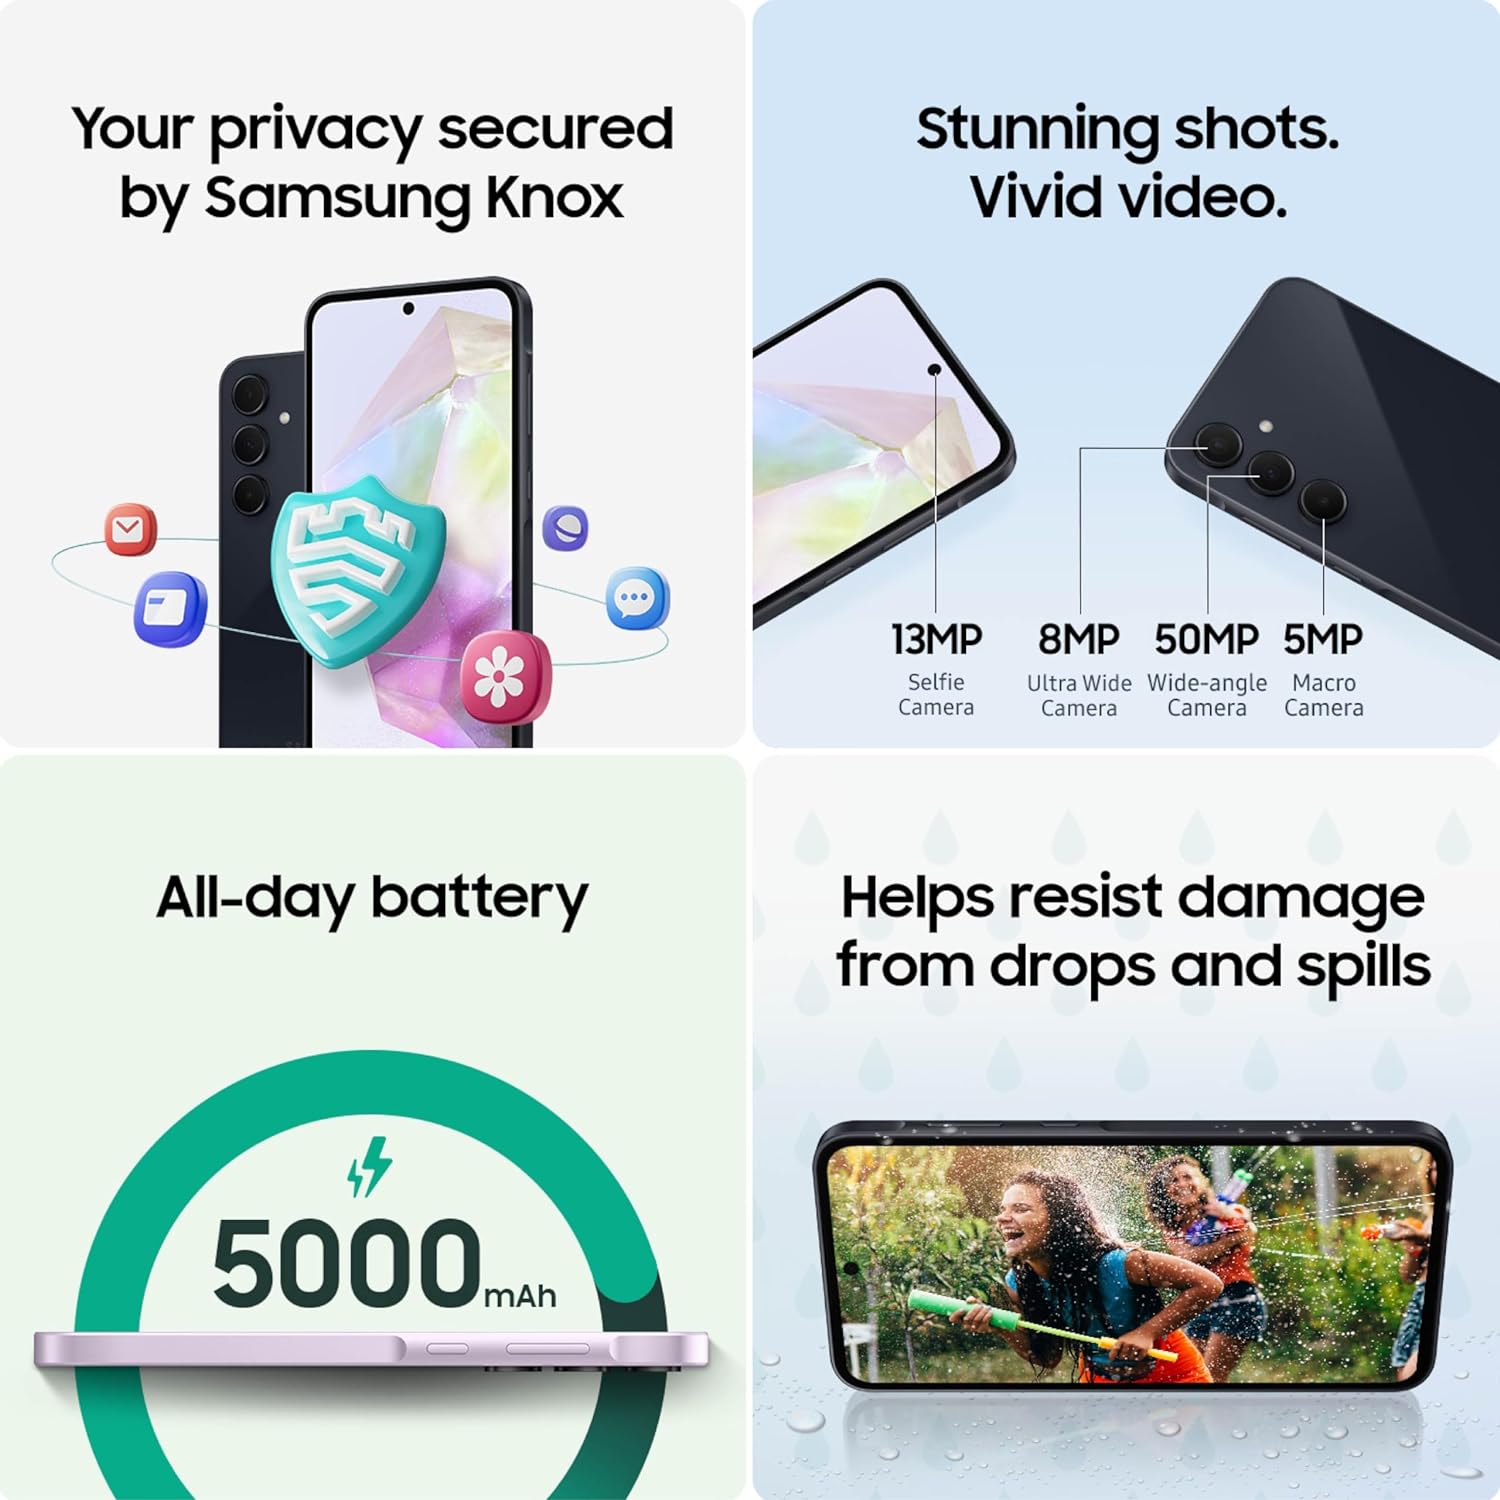 Your privacy secured
by Samsung Knox
Stunning shots.
Vivid video.
13MP
Selfie
Camera
8MP
Ultra Wide
Camera
50MP
Wide-angle
Camera
5MP
Macro
Camera
All-day battery
5000mAh
Helps resist damage
from drops and spills